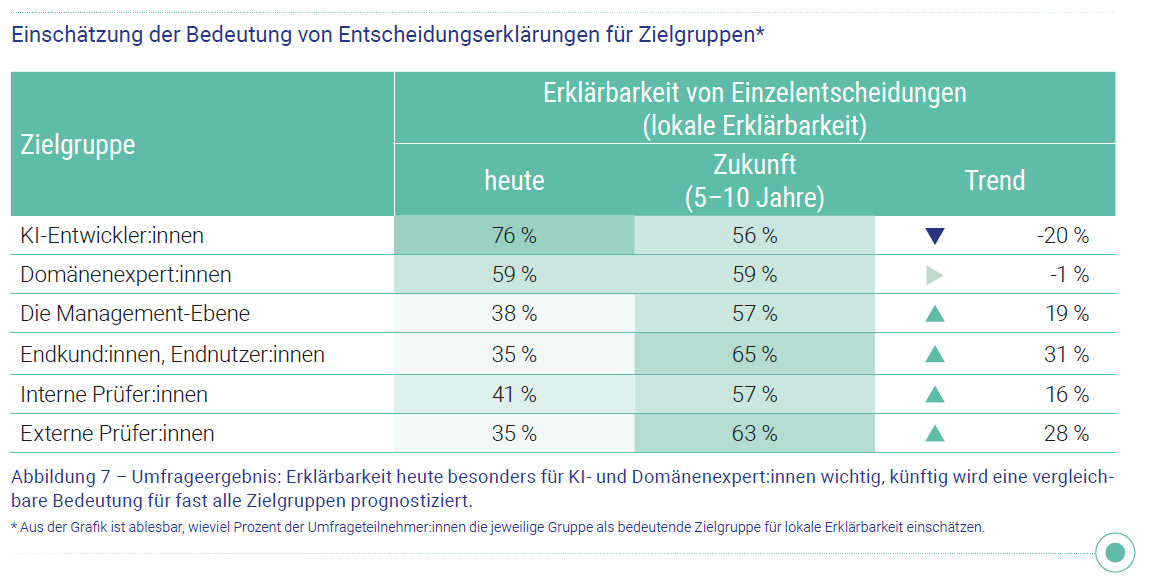 Einschätzung der Bedeutung von Entscheidungserklärungen für Zielgruppen*
Zielgruppe
Erklärbarkeit von Einzelentscheidungen
(lokale Erklärbarkeit)
heute
Zukunft
(5–10 Jahre)
Trend
KI-Entwickler:innen 76 % 56 % ▼ -20 %
Domänenexpert:innen 59 % 59 % ▶ -1 %
Die Management-Ebene 38 % 57 % ▲ 19 %
Endkund:innen, Endnutzer:innen 35 % 65 % ▲ 31 %
Interne Prüfer:innen 41 % 57 % ▲ 16 %
Externe Prüfer:innen 35 % 63 % ▲ 28 %
Abbildung 7 – Umfrageergebnis: Erklärbarkeit heute besonders für KI- und Domänenexpert:innen wichtig, künftig wird eine vergleich-
bare Bedeutung für fast alle Zielgruppen prognostiziert.
* Aus der Grafik ist ablesbar, wieviel Prozent der Umfrageteilnehmer:innen die jeweilige Gruppe als bedeutende Zielgruppe für lokale Erklärbarkeit einschätzen.